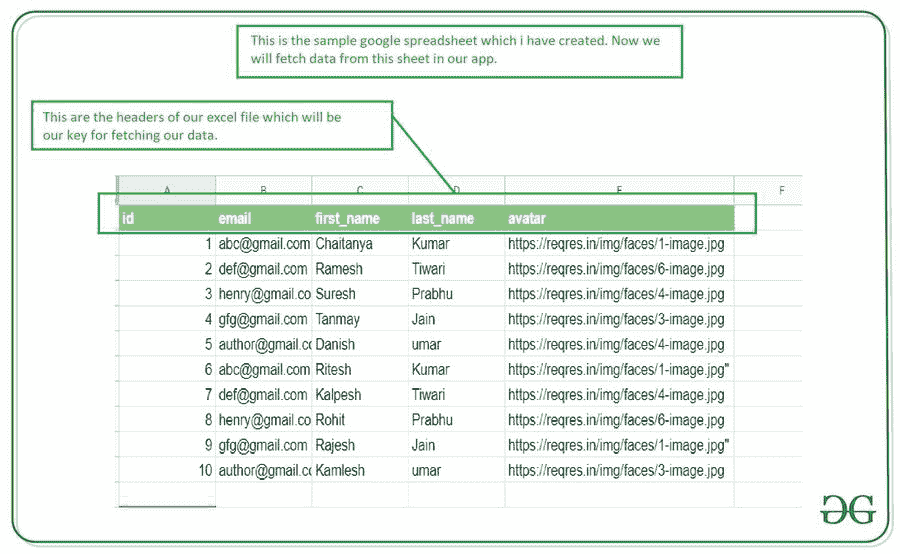 This is the sample google spreadsheet which i have created. Now we
will fetch data from this sheet in our app.
This are the headers of our excel file which will be
our key for fetching our data.
A B C D E F
id email first_name last_name avatar
1 abc@gmail.com Chaitanya Kumar https://reqres.in/img/faces/1-image.jpg
2 def@gmail.com Ramesh Tiwari https://reqres.in/img/faces/6-image.jpg
3 henry@gmail.co Suresh Prabhu https://reqres.in/img/faces/4-image.jpg
4 gfg@gmail.com Tanmay Jain https://reqres.in/img/faces/3-image.jpg
5 author@gmail.cc Danish umar https://reqres.in/img/faces/4-image.jpg
6 abc@gmail.com Ritesh Kumar https://reqres.in/img/faces/1-image.jpg"
7 def@gmail.com Kalpesh Tiwari https://reqres.in/img/faces/4-image.jpg
8 henry@gmail.co Rohit Prabhu https://reqres.in/img/faces/6-image.jpg
9 gfg@gmail.com Rajesh Jain https://reqres.in/img/faces/1-image.jpg"
10 author@gmail.cc Kamlesh umar https://reqres.in/img/faces/3-image.jpg